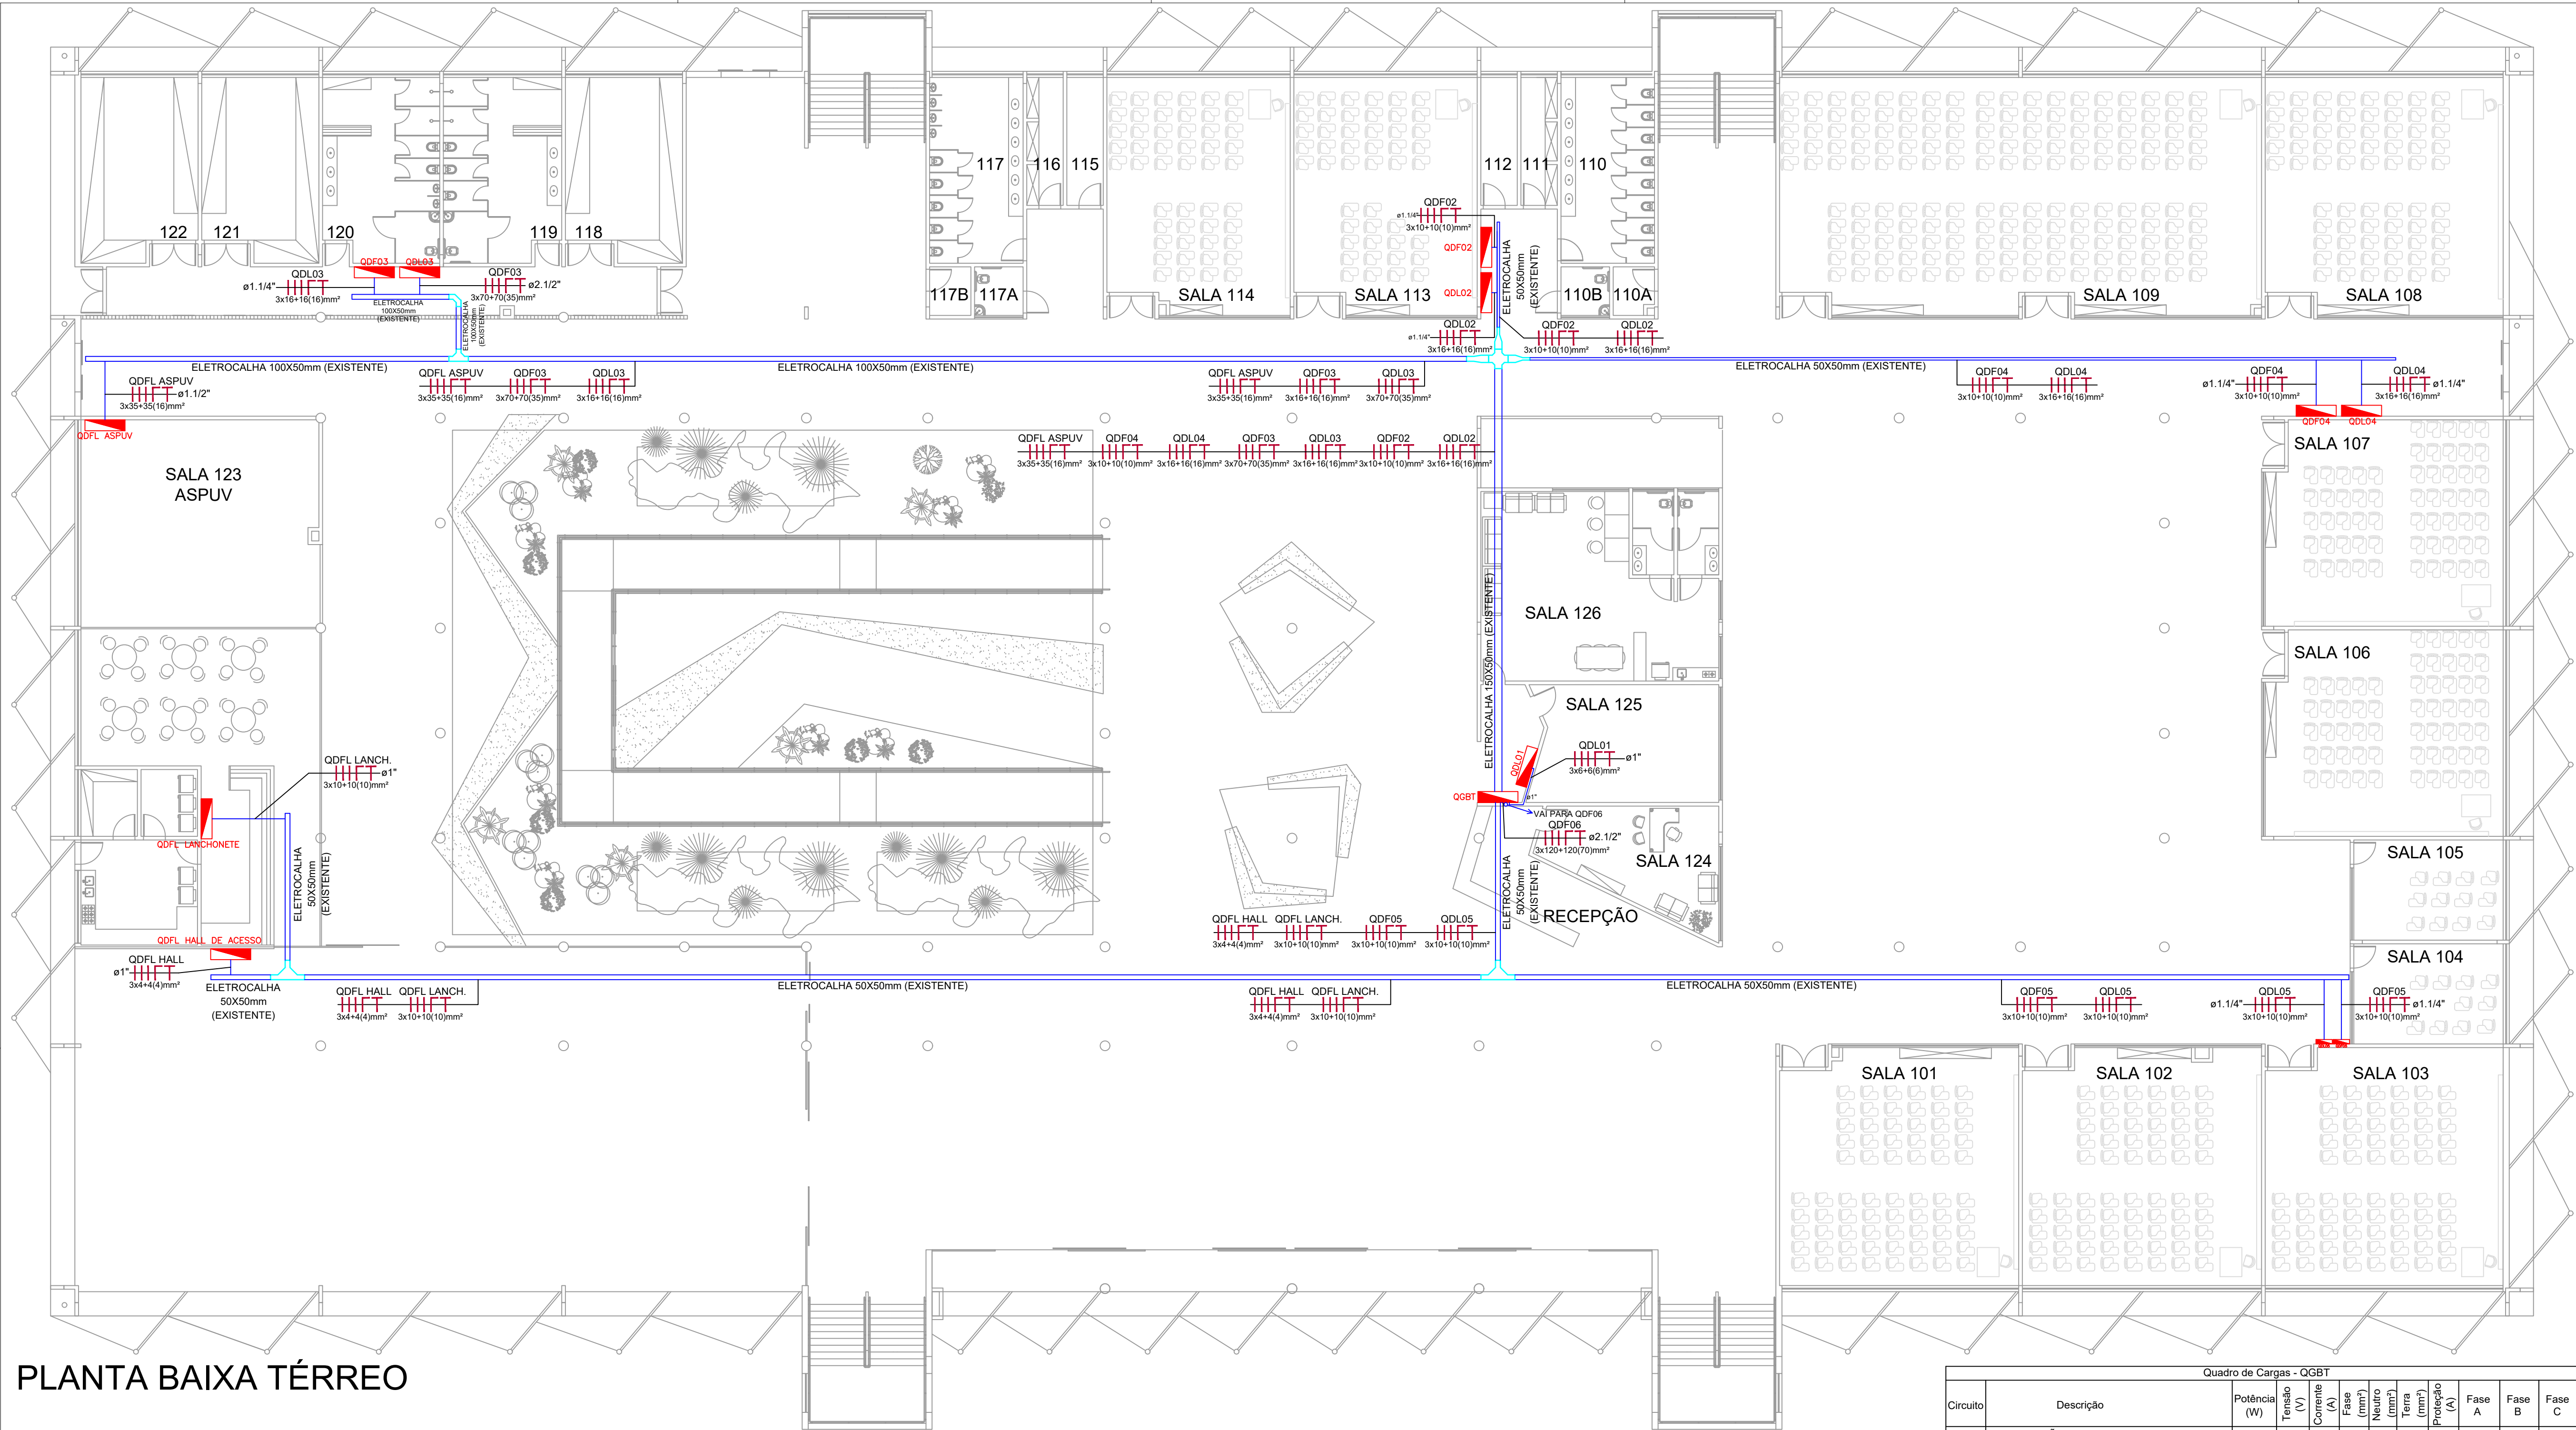 122
121
120
119
118
117
116
115
112
111
110
QDF03
QDL03
QDL03
ø1.1/4"
3x16+16(16)mm²
QDF03
ø2.1/2"
3x70+70(35)mm²
ELETROCALHA
100X50mm
(EXISTENTE)
ELETROCALHA
100X50mm
(EXISTENTE)
117B
117A
SALA 114
SALA 113
QDF02
ø1.1/4"
3x10+10(10)mm²
QDF02
QDL02
ELETROCALHA
50X50mm
(EXISTENTE)
110B
110A
SALA 109
SALA 108
QDL02
ø1.1/4"
3x16+16(16)mm²
QDF02
3x10+10(10)mm²
QDL02
3x16+16(16)mm²
ELETROCALHA 100X50mm (EXISTENTE)
ELETROCALHA 100X50mm (EXISTENTE)
ELETROCALHA 50X50mm (EXISTENTE)
QDFL ASPUV
ø1.1/2"
3x35+35(16)mm²
QDFL ASPUV
QDFL ASPUV
3x35+35(16)mm²
QDF03
3x70+70(35)mm²
QDL03
3x16+16(16)mm²
QDFL ASPUV
3x35+35(16)mm²
QDF03
3x16+16(16)mm²
QDL03
3x70+70(35)mm²
QDF04
3x10+10(10)mm²
QDL04
3x16+16(16)mm²
QDF04
ø1.1/4"
3x10+10(10)mm²
QDL04
ø1.1/4"
3x16+16(16)mm²
QDF04
QDL04
SALA 123
ASPUV
QDFL ASPUV
3x35+35(16)mm²
QDF04
3x10+10(10)mm²
QDL04
3x16+16(16)mm²
QDF03
3x70+70(35)mm²
QDL03
3x16+16(16)mm²
QDF02
3x10+10(10)mm²
QDL02
3x16+16(16)mm²
SALA 107
ELETROCALHA 150X50mm (EXISTENTE)
SALA 126
SALA 106
SALA 125
QDL01
QDL01
ø1"
3x6+6(6)mm²
QGBT
ø1"
VAI PARA QDF06
QDF06
ø2.1/2"
3x120+120(70)mm²
SALA 124
RECEPÇÃO
ELETROCALHA
50X50mm
(EXISTENTE)
SALA 105
SALA 104
QDFL LANCH.
ø1"
3x10+10(10)mm²
QDFL LANCHONETE
ELETROCALHA
50X50mm
(EXISTENTE)
QDFL HALL DE ACESSO
QDFL HALL
ø1"
3x4+4(4)mm²
ELETROCALHA
50X50mm
(EXISTENTE)
QDFL HALL
3x4+4(4)mm²
QDFL LANCH.
3x10+10(10)mm²
QDF05
3x10+10(10)mm²
QDL05
3x10+10(10)mm²
ELETROCALHA 50X50mm (EXISTENTE)
ELETROCALHA 50X50mm (EXISTENTE)
QDFL HALL
3x4+4(4)mm²
QDFL LANCH.
3x10+10(10)mm²
QDFL HALL
3x4+4(4)mm²
QDFL LANCH.
3x10+10(10)mm²
QDF05
3x10+10(10)mm²
QDL05
3x10+10(10)mm²
QDL05
ø1.1/4"
3x10+10(10)mm²
QDF05
ø1.1/4"
3x10+10(10)mm²
SALA 101
SALA 102
SALA 103
PLANTA BAIXA TÉRREO
Quadro de Cargas - QGBT
Circuito
Descrição
Potência
(W)
Tensão
(V)
Corrente
(A)
Fase
(mm²)
Neutro
(mm²)
Terra
(mm²)
Proteção
(A)
Fase
A
Fase
B
Fase
C